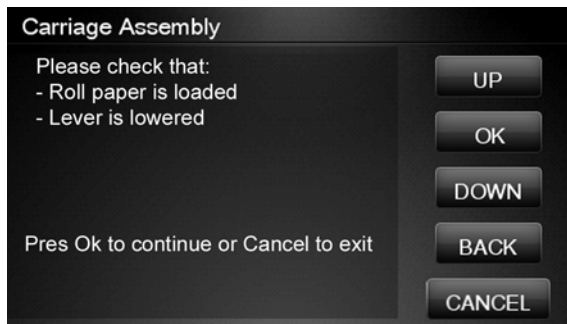 Carriage Assembly
Please check that:
- Roll paper is loaded
- Lever is lowered
Pres Ok to continue or Cancel to exit
UP
OK
DOWN
BACK
CANCEL